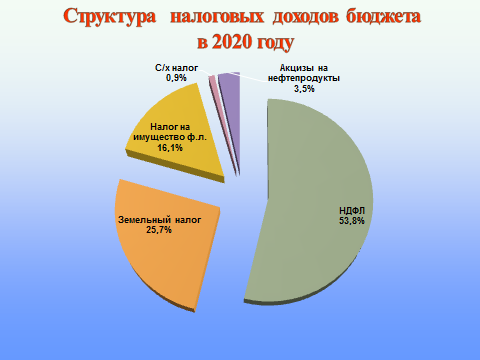 Структура налоговых доходов бюджета
в 2020 году
С/х налог
0,9%
Акцизы на
нефтепродукты
3,5%
Налог на
имущество ф.л.
16,1%
НДФЛ
53,8%
Земельный налог
25,7%